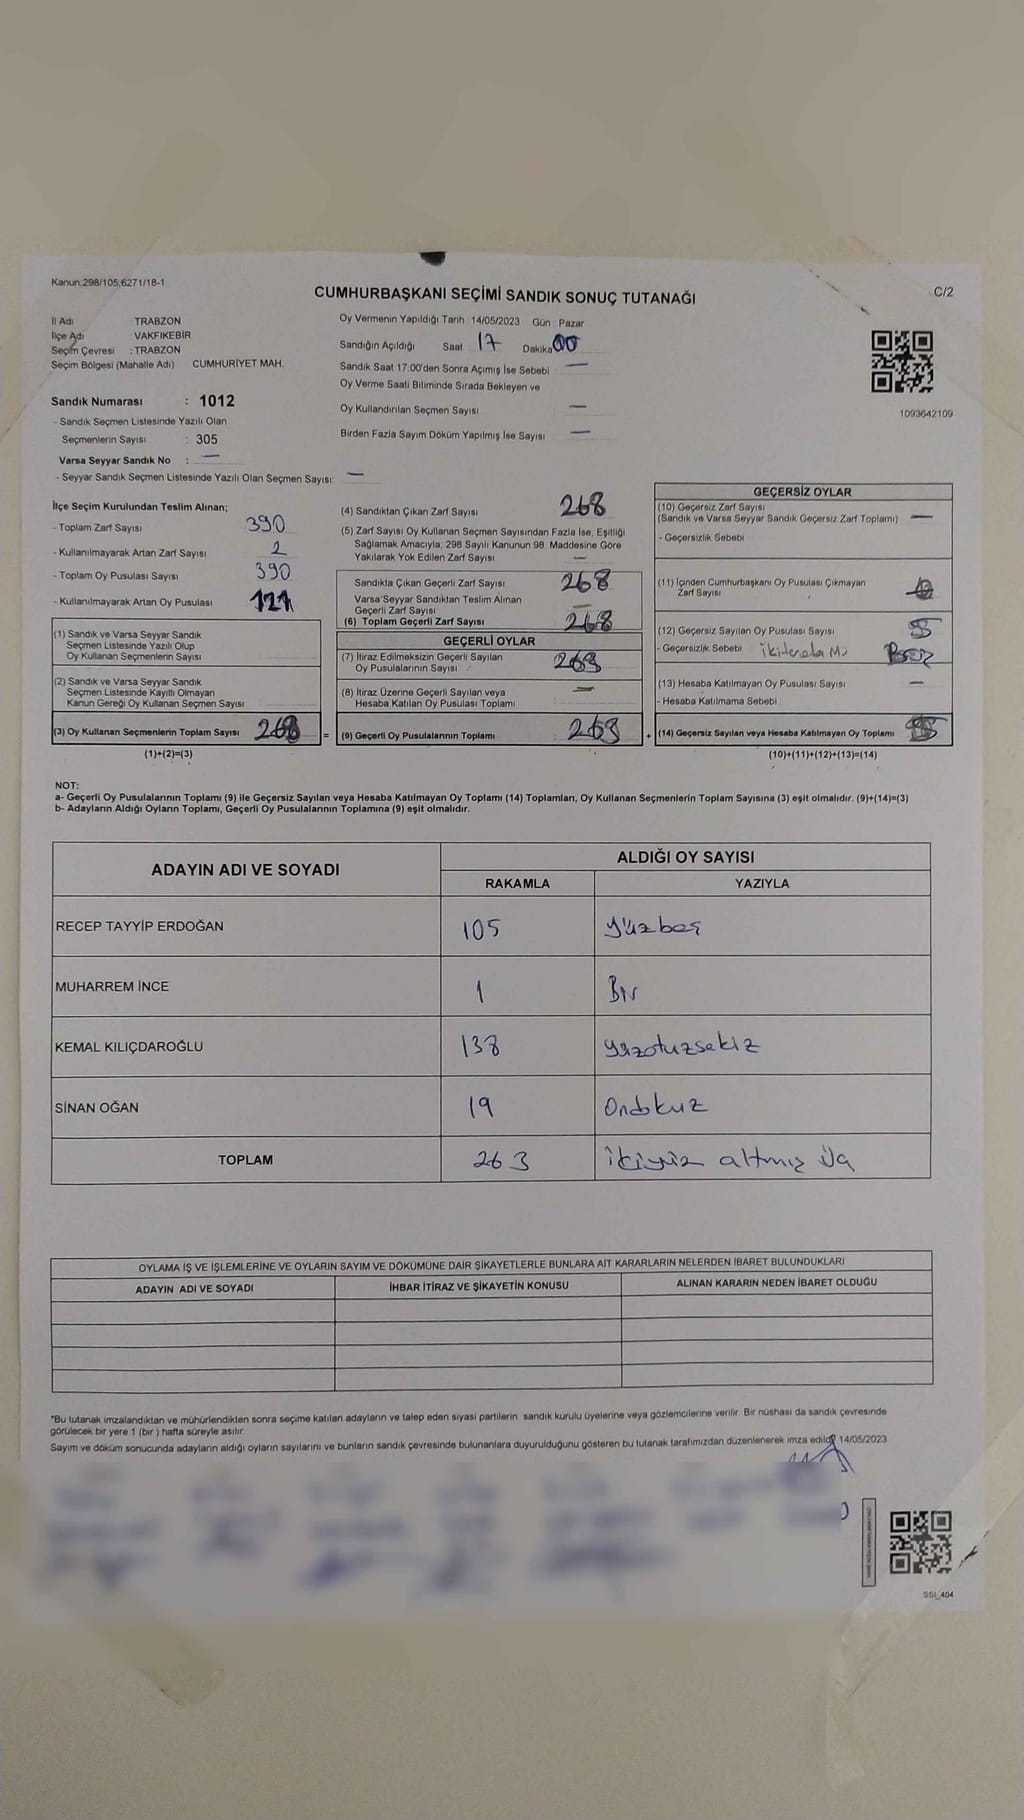 Kanun:298/105,6271/18-1
C/2
CUMHURBAŞKANI SEÇİMİ SANDIK SONUÇ TUTANAĞI
İl Adı TRABZON
İlçe Adı VAKFIKEBİR
Seçim Çevresi : TRABZON
Seçim Bölgesi (Mahalle Adı) CUMHURİYET MAH.
Sandık Numarası : 1012
- Sandık Seçmen Listesinde Yazılı Olan
Seçmenlerin Sayısı : 305
Varsa Seyyar Sandık No : —
- Seyyar Sandık Seçmen Listesinde Yazılı Olan Seçmen Sayısı: —
Oy Vermenin Yapıldığı Tarih 14/05/2023 Gün Pazar
Sandığın Açıldığı Saat 17 Dakika 00
Sandık Saat 17:00'den Sonra Açımış İse Sebebi —
Oy Verme Saati Bitiminde Sırada Bekleyen ve
Oy Kullandırılan Seçmen Sayısı —
Birden Fazla Sayım Döküm Yapılmış İse Sayısı —
1093642109
İlçe Seçim Kurulundan Teslim Alınan;
- Toplam Zarf Sayısı 390
- Kullanılmayarak Artan Zarf Sayısı 2
- Toplam Oy Pusulası Sayısı 390
- Kullanılmayarak Artan Oy Pusulası
(1) Sandık ve Varsa Seyyar Sandık
Seçmen Listesinde Yazılı Olup
Oy Kullanan Seçmenlerin Sayısı
(2) Sandık ve Varsa Seyyar Sandık
Seçmen Listesinde Kayıtlı Olmayan
Kanun Gereği Oy Kullanan Seçmen Sayısı
(3) Oy Kullanan Seçmenlerin Toplam Sayısı 268
(1)+(2)=(3)
(4) Sandıktan Çıkan Zarf Sayısı 268
(5) Zarf Sayısı Oy Kullanan Seçmen Sayısından Fazla İse, Eşitliği
Sağlamak Amacıyla, 298 Sayılı Kanunun 98. Maddesine Göre
Yakılarak Yok Edilen Zarf Sayısı —
Sandıkta Çıkan Geçerli Zarf Sayısı 268
Varsa Seyyar Sandıktan Teslim Alınan
Geçerli Zarf Sayısı —
(6) Toplam Geçerli Zarf Sayısı 268
GEÇERLİ OYLAR
(7) İtiraz Edilmeksizin Geçerli Sayılan
Oy Pusulalarının Sayısı 263
(8) İtiraz Üzerine Geçerli Sayılan veya
Hesaba Katılan Oy Pusulası Toplamı —
= (9) Geçerli Oy Pusulalarının Toplamı 263 +
GEÇERSİZ OYLAR
(10) Geçersiz Zarf Sayısı
(Sandık ve Varsa Seyyar Sandık Geçersiz Zarf Toplamı) —
- Geçersizlik Sebebi
(11) İçinden Cumhurbaşkanı Oy Pusulası Çıkmayan
Zarf Sayısı
(12) Geçersiz Sayılan Oy Pusulası Sayısı 5
- Geçersizlik Sebebi
(13) Hesaba Katılmayan Oy Pusulası Sayısı —
- Hesaba Katılmama Sebebi
(14) Geçersiz Sayılan veya Hesaba Katılmayan Oy Toplamı 5
(10)+(11)+(12)+(13)=(14)
NOT:
a- Geçerli Oy Pusulalarının Toplamı (9) ile Geçersiz Sayılan veya Hesaba Katılmayan Oy Toplamı (14) Toplamları, Oy Kullanan Seçmenlerin Toplam Sayısına (3) eşit olmalıdır. (9)+(14)=(3)
b- Adayların Aldığı Oyların Toplamı, Geçerli Oy Pusulalarının Toplamına (9) eşit olmalıdır.
ADAYIN ADI VE SOYADI ALDIĞI OY SAYISI
RAKAMLA YAZIYLA
RECEP TAYYİP ERDOĞAN 105 yüzbeş
MUHARREM İNCE 1 Bir
KEMAL KILIÇDAROĞLU 138 yüzotuzsekiz
SİNAN OĞAN 19 Ondokuz
TOPLAM 263 ikiyüz altmış üç
OYLAMA İŞ VE İŞLEMLERİNE VE OYLARIN SAYIM VE DÖKÜMÜNE DAİR ŞİKAYETLERLE BUNLARA AİT KARARLARIN NELERDEN İBARET BULUNDUKLARI
ADAYIN ADI VE SOYADI İHBAR İTİRAZ VE ŞİKAYETİN KONUSU ALINAN KARARIN NEDEN İBARET OLDUĞU
*Bu tutanak imzalandıktan ve mühürlendikten sonra seçime katılan adayların ve talep eden siyasi partilerin sandık kurulu üyelerine veya gözlemcilerine verilir. Bir nüshası da sandık çevresinde
görülecek bir yere 1 (bir ) hafta süreyle asılır.
Sayım ve döküm sonucunda adayların aldığı oyların sayılarını ve bunların sandık çevresinde bulunanlara duyurulduğunu gösteren bu tutanak tarafımızdan düzenlenerek imza edildi. 14/05/2023
SSI_404